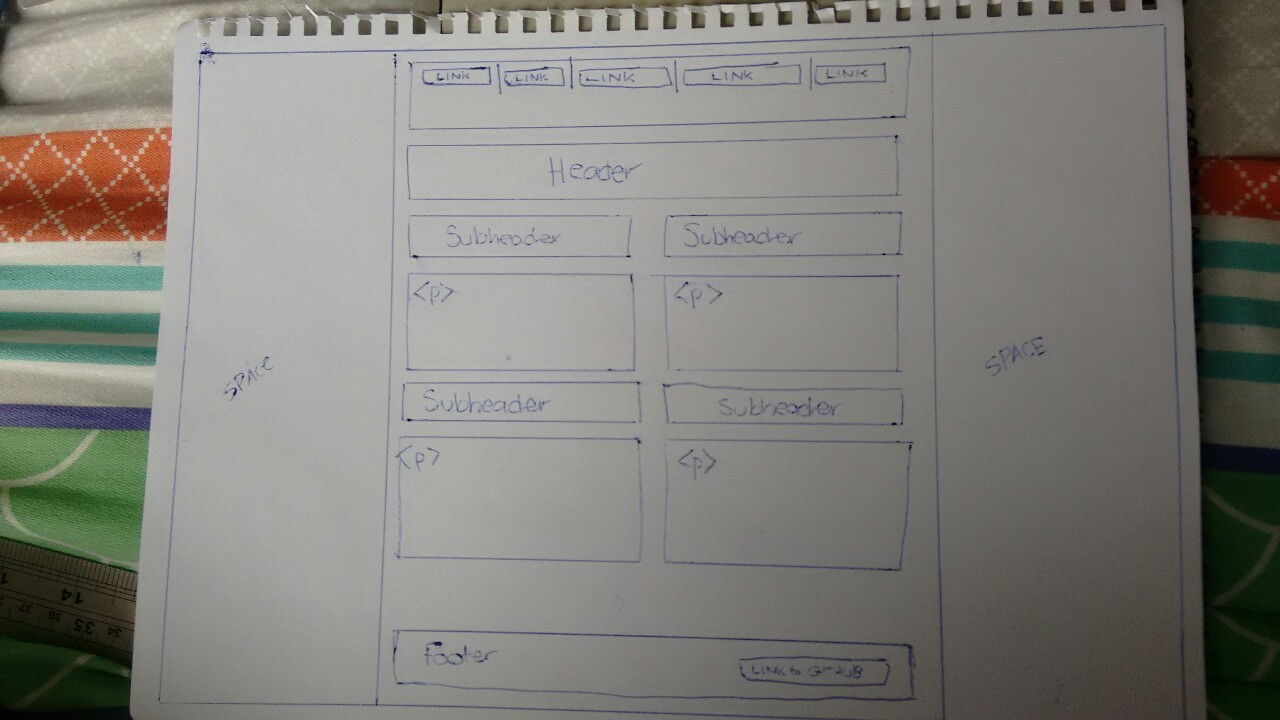 LINK LINK LINK LINK LINK
Header
Subheader Subheader
<p> <p>
SPACE SPACE
Subheader Subheader
<p> <p>
Footer
LINK to
14
37 36 35 34